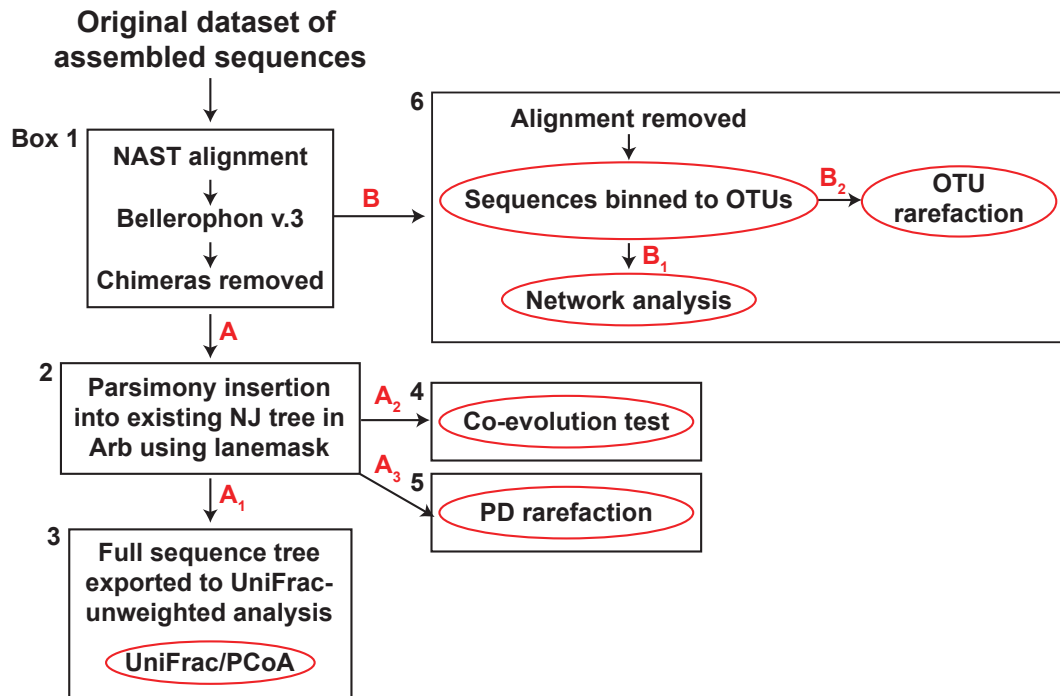 Original dataset of
assembled sequences
Box 1
NAST alignment
Bellerophon v.3
Chimeras removed
B
6
Alignment removed
Sequences binned to OTUs
B2
OTU
rarefaction
B1
Network analysis
A
2
Parsimony insertion
into existing NJ tree in
Arb using lanemask
A2
4
Co-evolution test
A3
5
PD rarefaction
A1
3
Full sequence tree
exported to UniFrac-
unweighted analysis
UniFrac/PCoA